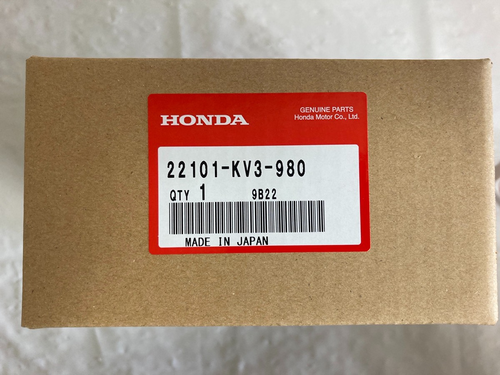 HONDA
GENUINE PARTS
Honda Motor Co., Ltd.
22101-KV3-980
QTY 1 9B22
MADE IN JAPAN